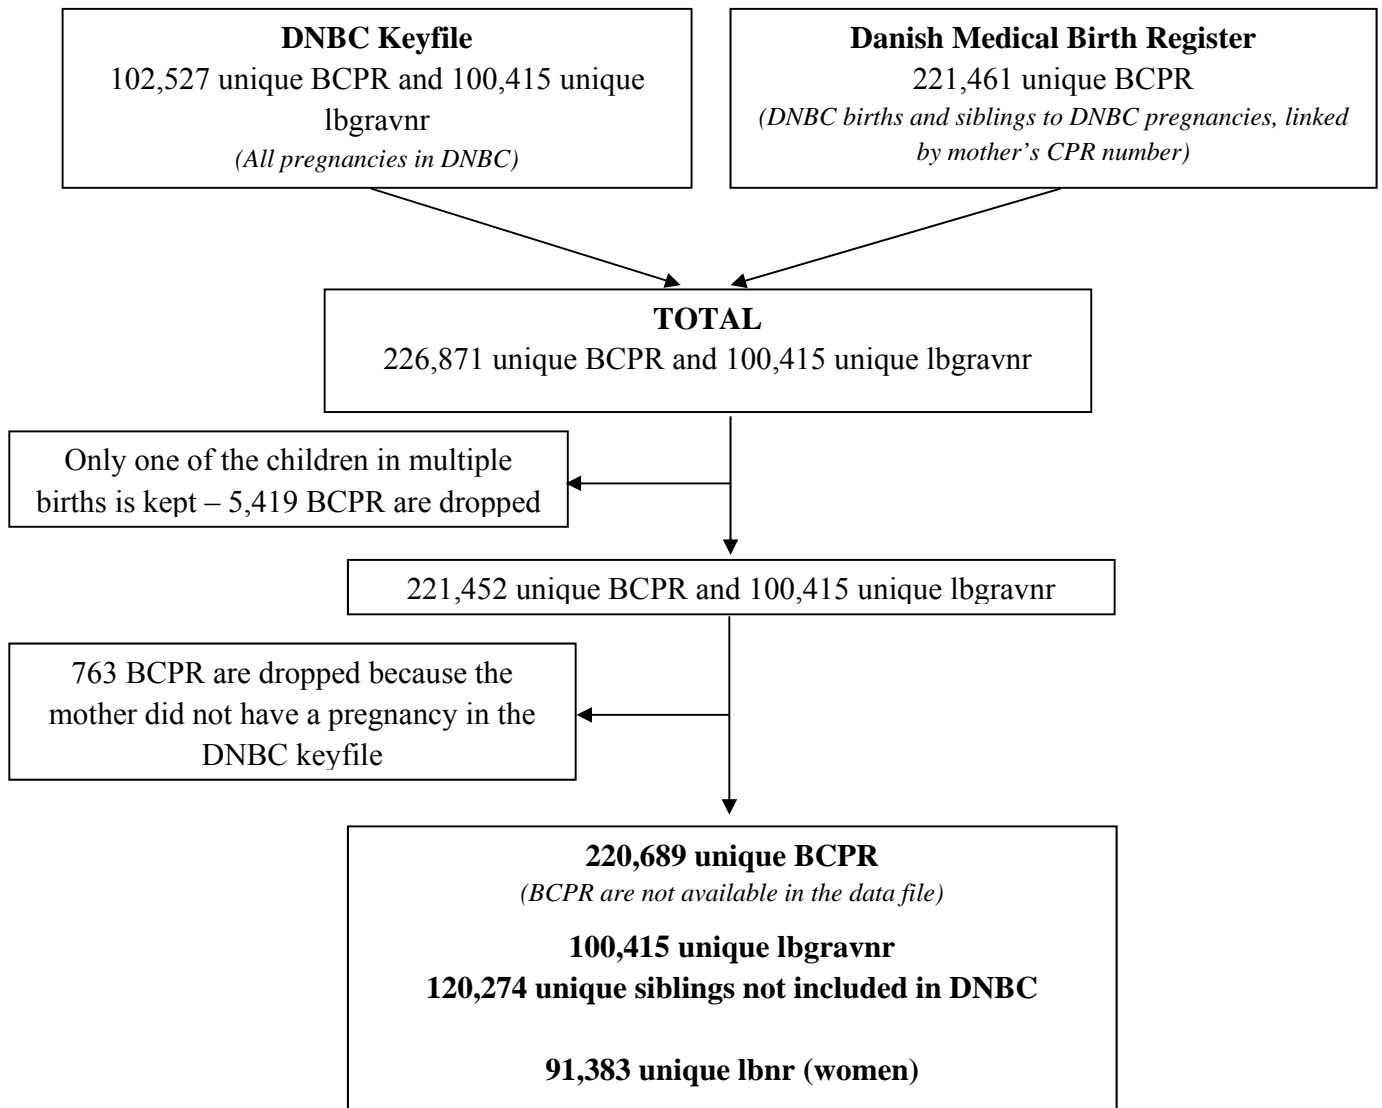 DNBC Keyfile
102,527 unique BCPR and 100,415 unique
lbgravnr
(All pregnancies in DNBC)
Danish Medical Birth Register
221,461 unique BCPR
(DNBC births and siblings to DNBC pregnancies, linked
by mother’s CPR number)
TOTAL
226,871 unique BCPR and 100,415 unique lbgravnr
Only one of the children in multiple
births is kept – 5,419 BCPR are dropped
221,452 unique BCPR and 100,415 unique lbgravnr
763 BCPR are dropped because the
mother did not have a pregnancy in the
DNBC keyfile
220,689 unique BCPR
(BCPR are not available in the data file)
100,415 unique lbgravnr
120,274 unique siblings not included in DNBC
91,383 unique lbnr (women)